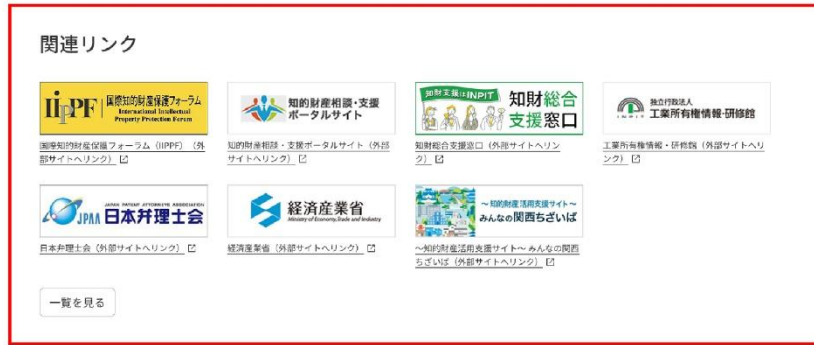 関連リンク
IIPPF 国際知的財産保護フォーラム
International Intellectual
Property Protection Forum
知的財産相談・支援
ポータルサイト
知財支援はINPIT
知財総合
支援窓口
INPIT
独立行政法人
工業所有権情報・研修館
国際知的財産保護フォーラム（IIPPF）（外
部サイトへリンク）
知的財産相談・支援ポータルサイト（外部
サイトへリンク）
知財総合支援窓口（外部サイトへリン
ク）
工業所有権情報・研修館（外部サイトへリ
ンク）
JAPAN PATENT ATTORNEYS ASSOCIATION
JPAA 日本弁理士会
経済産業省
Ministry of Economy, Trade and Industry
～知的財産活用支援サイト～
みんなの関西ちざいば
日本弁理士会（外部サイトへリンク）
経済産業省（外部サイトへリンク）
～知的財産活用支援サイト～ みんなの関西
ちざいば（外部サイトへリンク）
一覧を見る